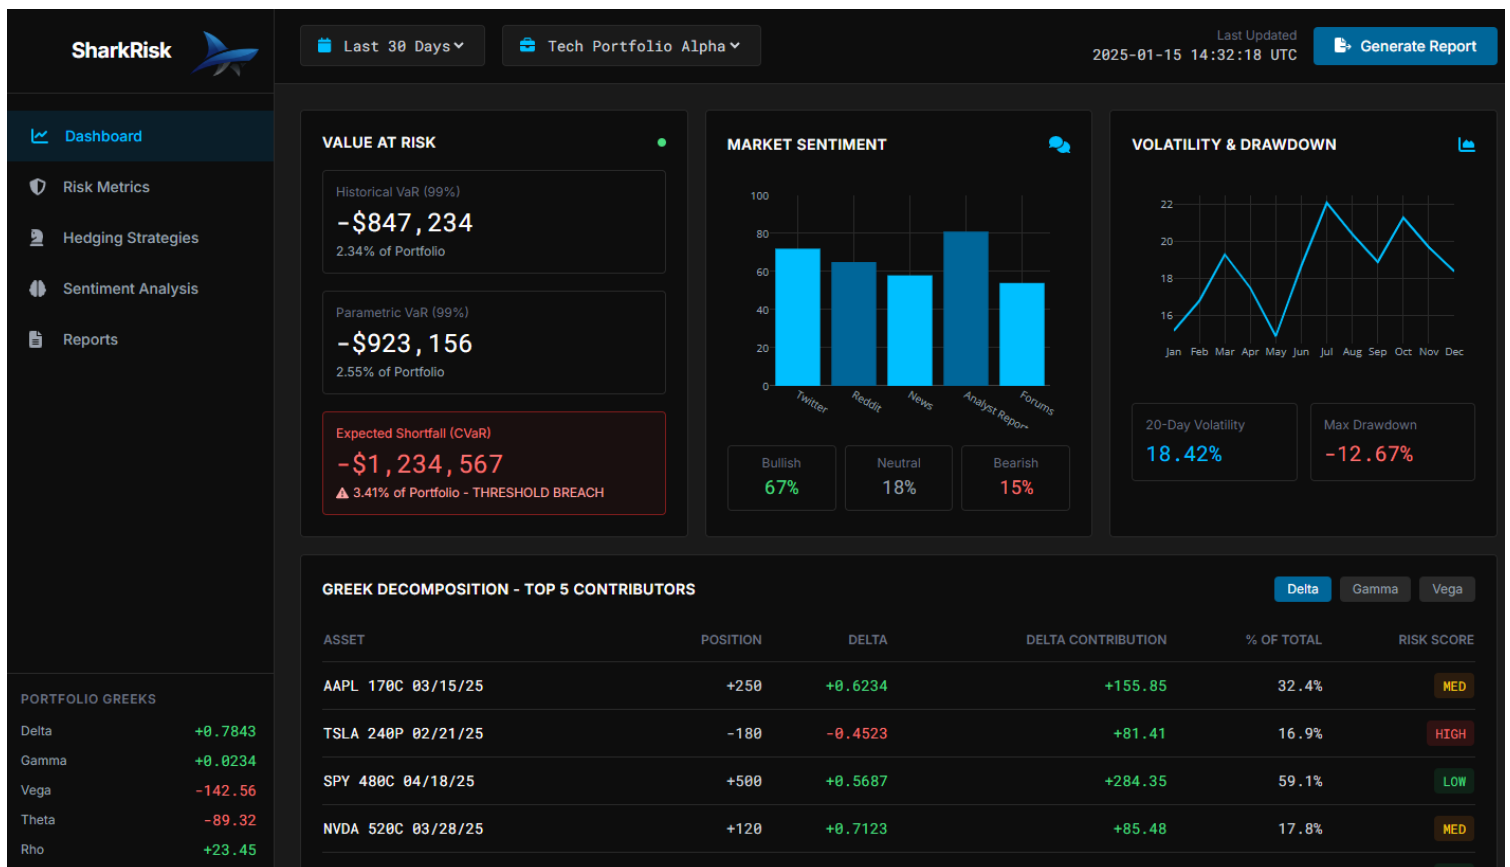 SharkRisk
Last 30 Days
Tech Portfolio Alpha
Last Updated
2025-01-15 14:32:18 UTC
Generate Report
Dashboard
Risk Metrics
Hedging Strategies
Sentiment Analysis
Reports
PORTFOLIO GREEKS
Delta +0.7843
Gamma +0.0234
Vega -142.56
Theta -89.32
Rho +23.45
VALUE AT RISK
Historical VaR (99%)
-$847,234
2.34% of Portfolio
Parametric VaR (99%)
-$923,156
2.55% of Portfolio
Expected Shortfall (CVaR)
-$1,234,567
3.41% of Portfolio - THRESHOLD BREACH
MARKET SENTIMENT
100
80
60
40
20
0
Twitter Reddit News Analyst Repor Forums
Bullish
67%
Neutral
18%
Bearish
15%
VOLATILITY & DRAWDOWN
22
20
18
16
Jan Feb Mar Apr May Jun Jul Aug Sep Oct Nov Dec
20-Day Volatility
18.42%
Max Drawdown
-12.67%
GREEK DECOMPOSITION - TOP 5 CONTRIBUTORS
Delta Gamma Vega
ASSET POSITION DELTA DELTA CONTRIBUTION % OF TOTAL RISK SCORE
AAPL 170C 03/15/25 +250 +0.6234 +155.85 32.4% MED
TSLA 240P 02/21/25 -180 -0.4523 +81.41 16.9% HIGH
SPY 480C 04/18/25 +500 +0.5687 +284.35 59.1% LOW
NVDA 520C 03/28/25 +120 +0.7123 +85.48 17.8% MED